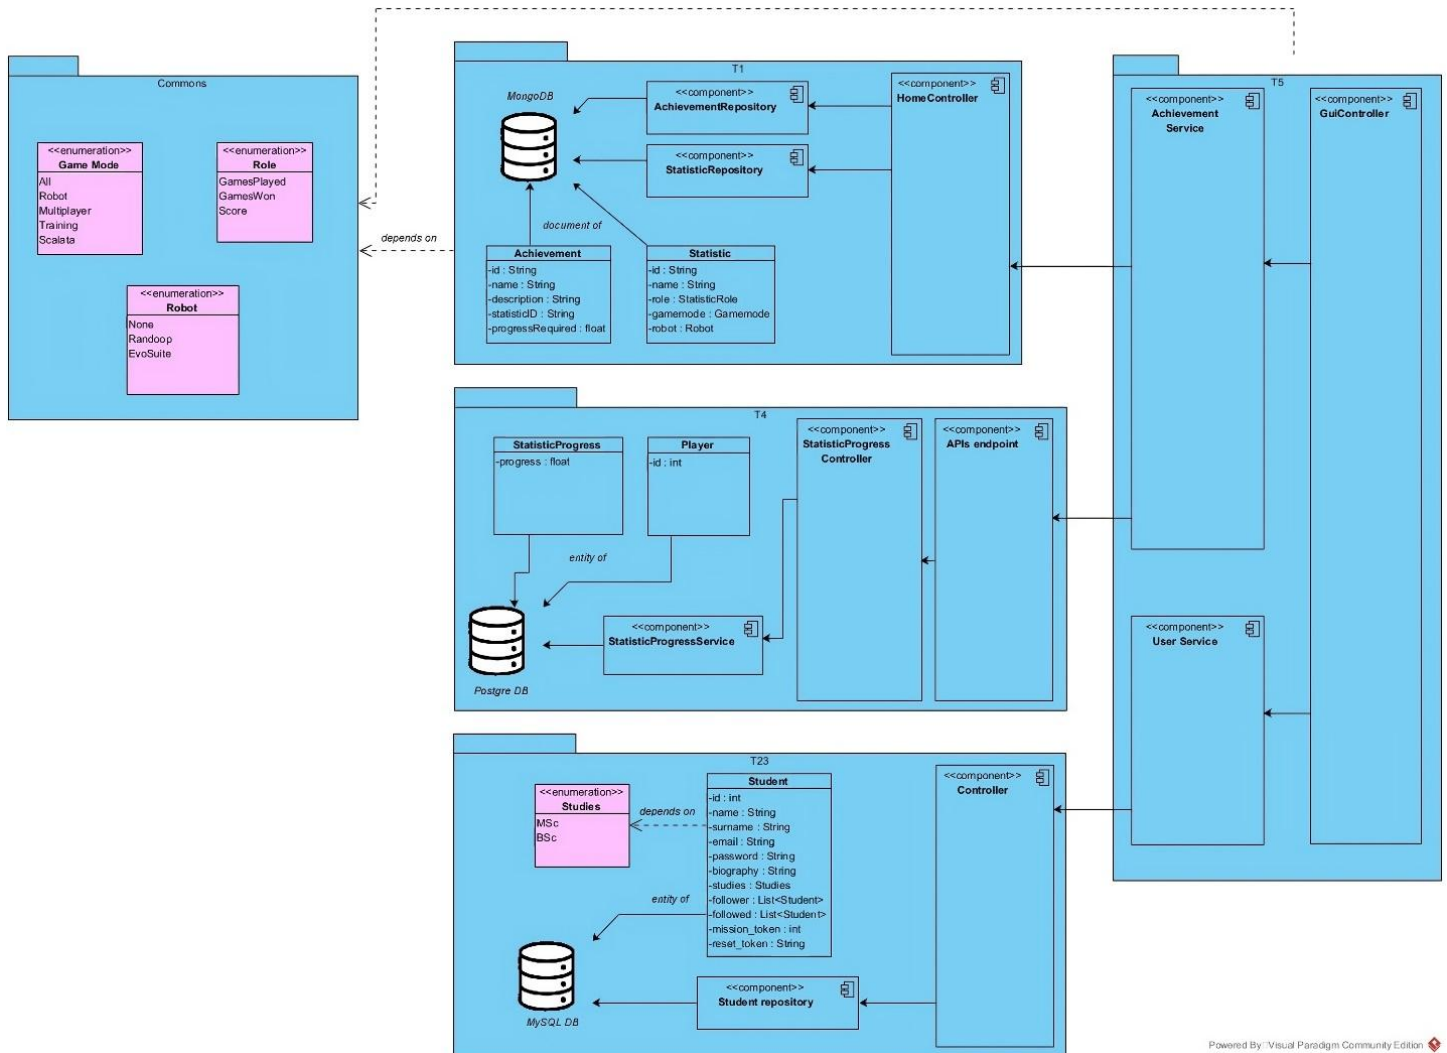 Commons
<<enumeration>>
Game Mode
All
Robot
Multiplayer
Training
Scalata
<<enumeration>>
Role
GamesPlayed
GamesWon
Score
<<enumeration>>
Robot
None
Randoop
EvoSuite
depends on
T1
MongoDB
<<component>>
AchievementRepository
<<component>>
StatisticRepository
<<component>>
HomeController
document of
Achievement
-id : String
-name : String
-description : String
-statisticID : String
-progressRequired : float
Statistic
-id : String
-name : String
-role : StatisticRole
-gamemode : Gamemode
-robot : Robot
T4
StatisticProgress
-progress : float
Player
-id : int
<<component>>
StatisticProgress
Controller
<<component>>
APIs endpoint
entity of
<<component>>
StatisticProgressService
Postgre DB
T23
<<enumeration>>
Studies
MSc
BSc
depends on
Student
-id : int
-name : String
-surname : String
-email : String
-password : String
-biography : String
-studies : Studies
-follower : List<Student>
-followed : List<Student>
-mission_token : int
-reset_token : String
entity of
<<component>>
Controller
<<component>>
Student repository
MySQL DB
T5
<<component>>
Achievement
Service
<<component>>
GuiController
<<component>>
User Service
Powered By Visual Paradigm Community Edition